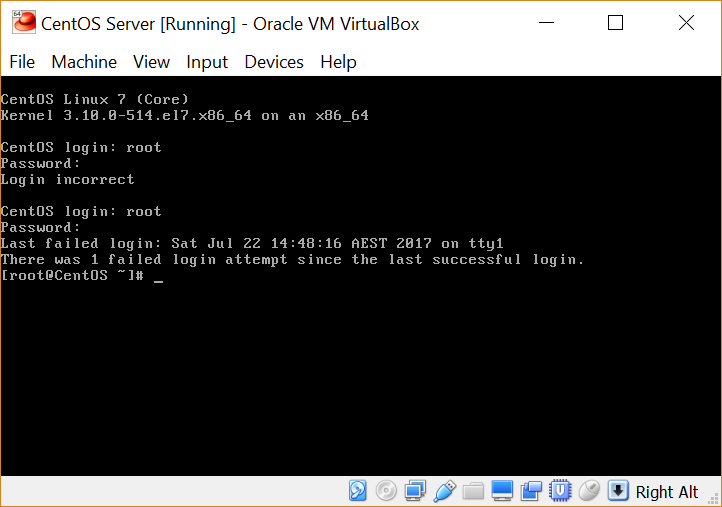 CentOS Server [Running] - Oracle VM VirtualBox
File Machine View Input Devices Help
CentOS Linux 7 (Core)
Kernel 3.10.0-514.el7.x86_64 on an x86_64
CentOS login: root
Password:
Login incorrect
CentOS login: root
Password:
Last failed login: Sat Jul 22 14:48:16 AEST 2017 on tty1
There was 1 failed login attempt since the last successful login.
[root@CentOS ~]# _
Right Alt